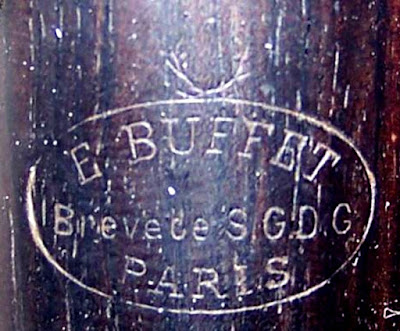 E BUFFET
Brevete S.G.D.G
PARIS